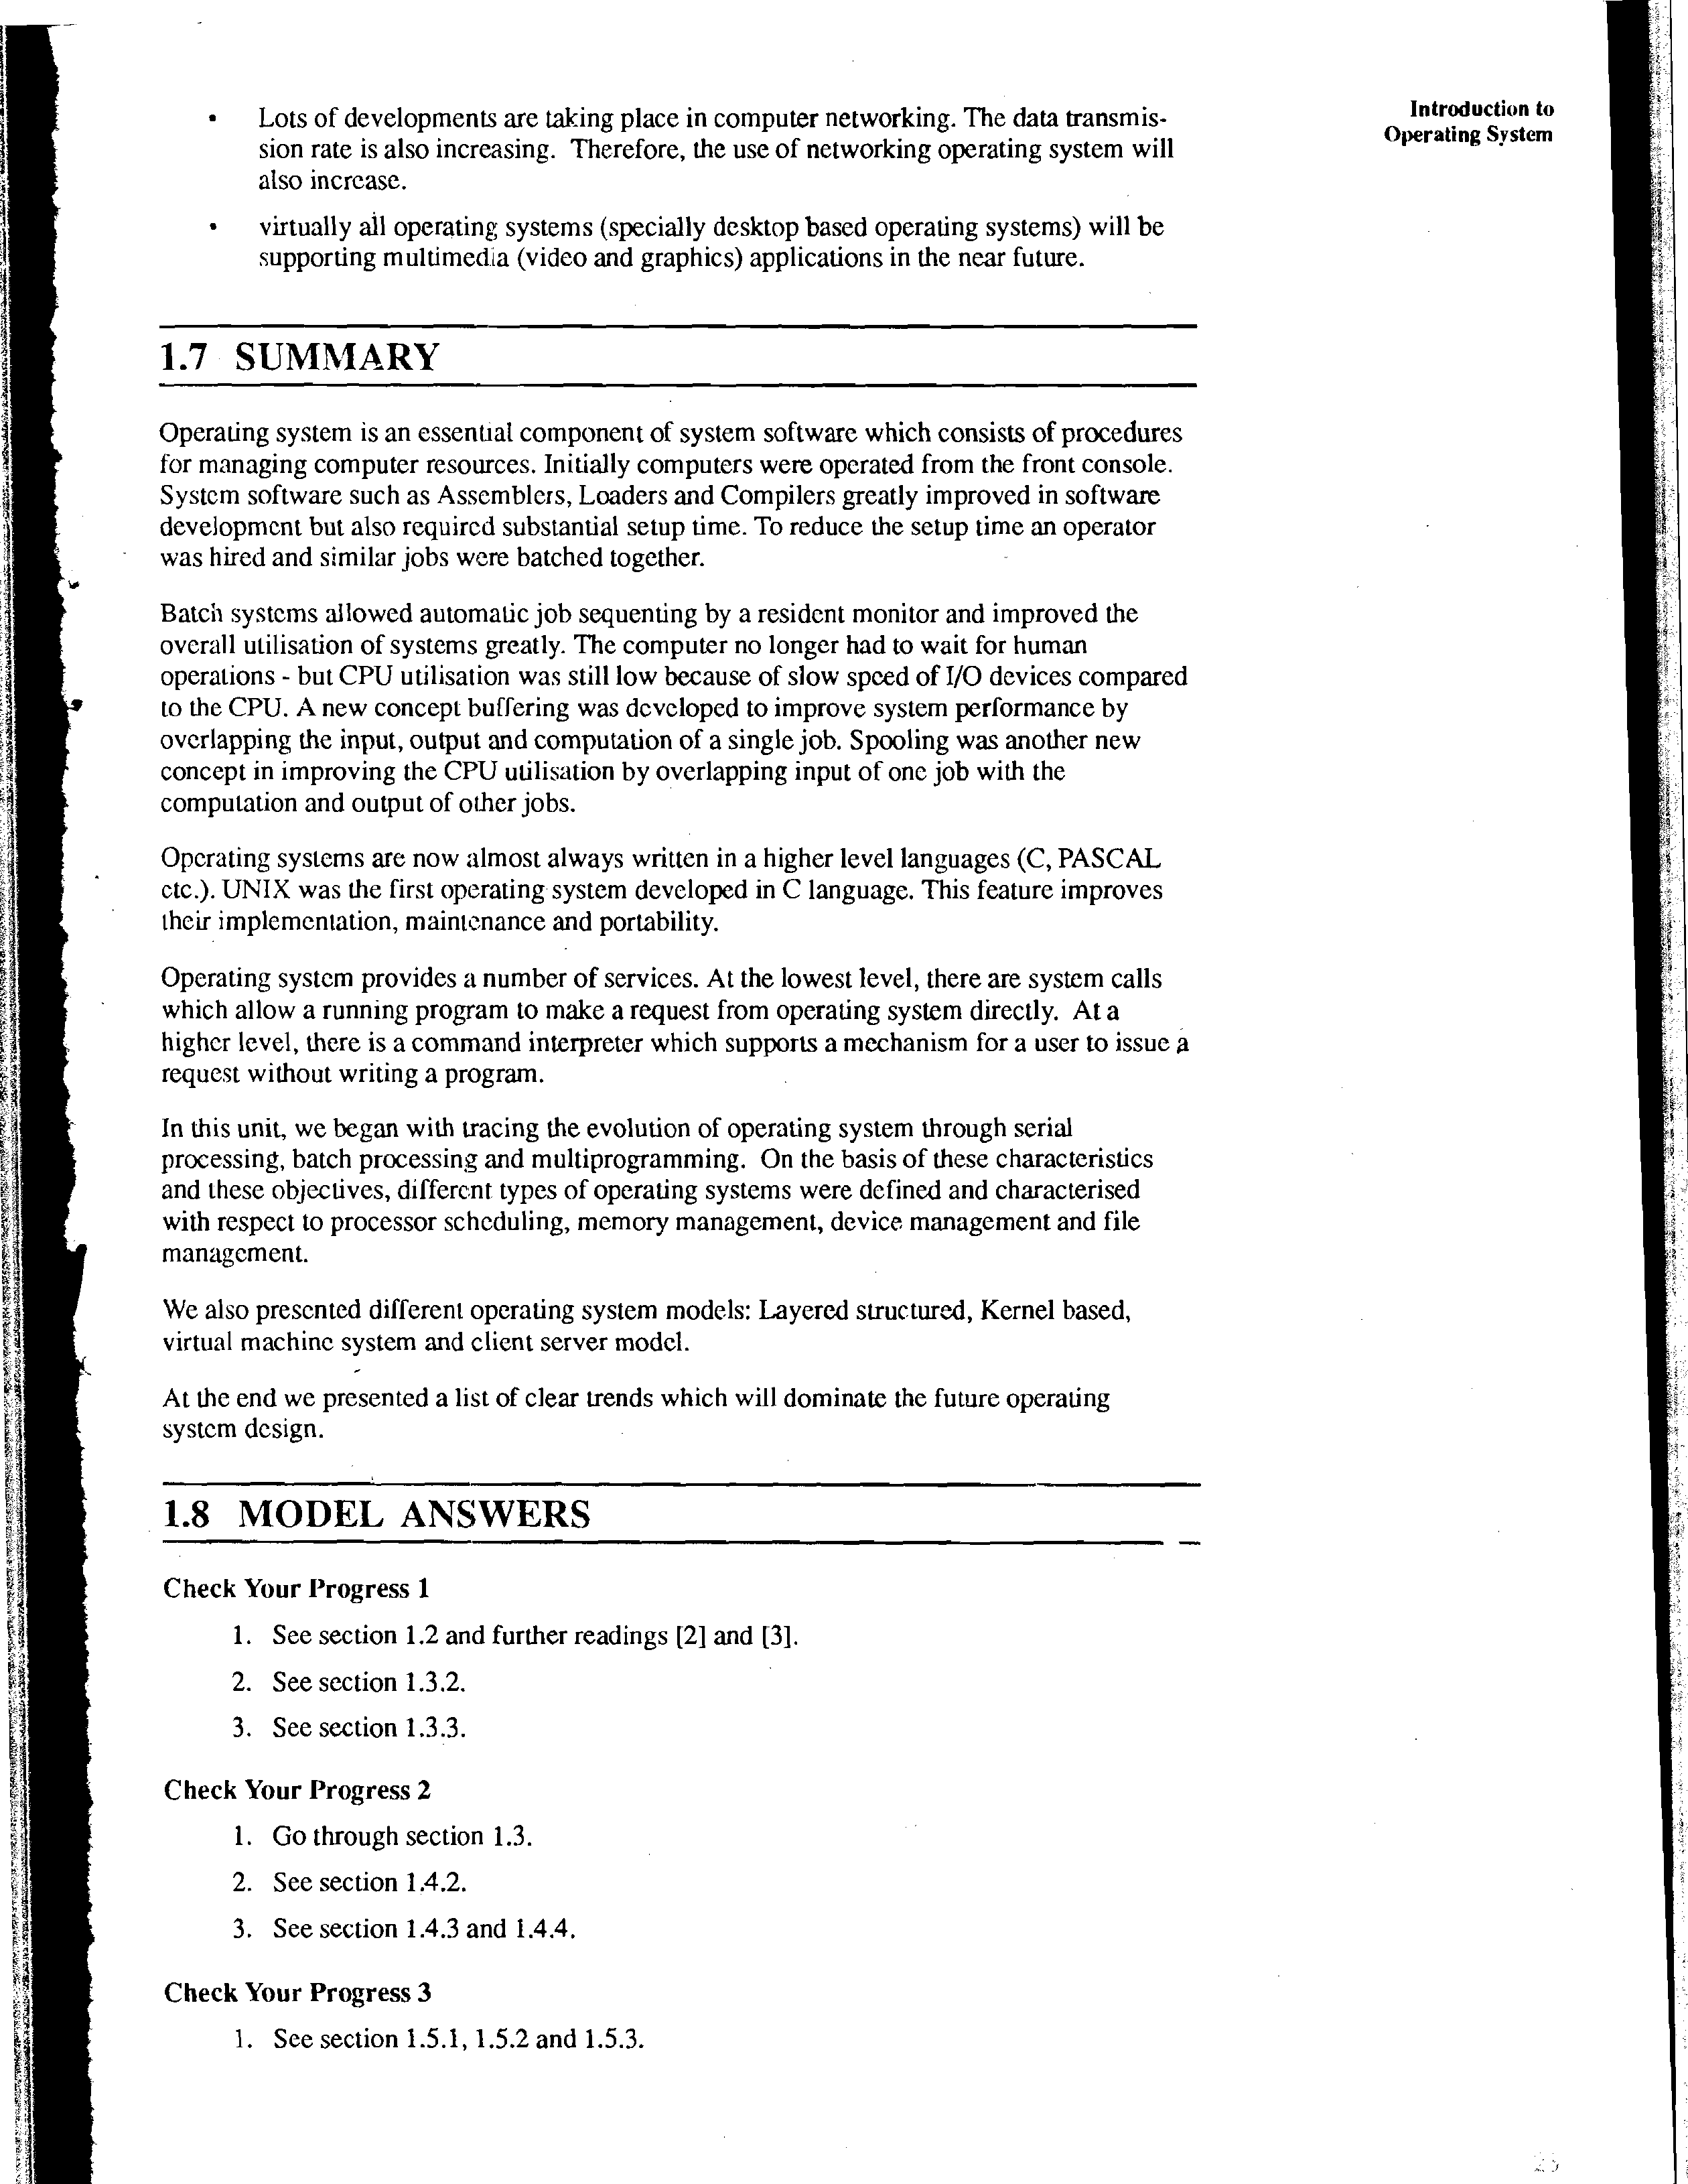 Introduction to
Operating System
• Lots of developments are taking place in computer networking. The data transmis-
sion rate is also increasing. Therefore, the use of networking operating system will
also increase.
• virtually all operating systems (specially desktop based operating systems) will be
supporting multimedia (video and graphics) applications in the near future.
1.7 SUMMARY
Operating system is an essential component of system software which consists of procedures
for managing computer resources. Initially computers were operated from the front console.
System software such as Assemblers, Loaders and Compilers greatly improved in software
development but also required substantial setup time. To reduce the setup time an operator
was hired and similar jobs were batched together.
Batch systems allowed automatic job sequenting by a resident monitor and improved the
overall utilisation of systems greatly. The computer no longer had to wait for human
operations - but CPU utilisation was still low because of slow speed of I/O devices compared
to the CPU. A new concept buffering was developed to improve system performance by
overlapping the input, output and computation of a single job. Spooling was another new
concept in improving the CPU utilisation by overlapping input of one job with the
computation and output of other jobs.
Operating systems are now almost always written in a higher level languages (C, PASCAL
etc.). UNIX was the first operating system developed in C language. This feature improves
their implementation, maintenance and portability.
Operating system provides a number of services. At the lowest level, there are system calls
which allow a running program to make a request from operating system directly. At a
higher level, there is a command interpreter which supports a mechanism for a user to issue a
request without writing a program.
In this unit, we began with tracing the evolution of operating system through serial
processing, batch processing and multiprogramming. On the basis of these characteristics
and these objectives, different types of operating systems were defined and characterised
with respect to processor scheduling, memory management, device management and file
management.
We also presented different operating system models: Layered structured, Kernel based,
virtual machine system and client server model.
At the end we presented a list of clear trends which will dominate the future operating
system design.
1.8 MODEL ANSWERS
Check Your Progress 1
1. See section 1.2 and further readings [2] and [3].
2. See section 1.3.2.
3. See section 1.3.3.
Check Your Progress 2
1. Go through section 1.3.
2. See section 1.4.2.
3. See section 1.4.3 and 1.4.4.
Check Your Progress 3
1. See section 1.5.1, 1.5.2 and 1.5.3.